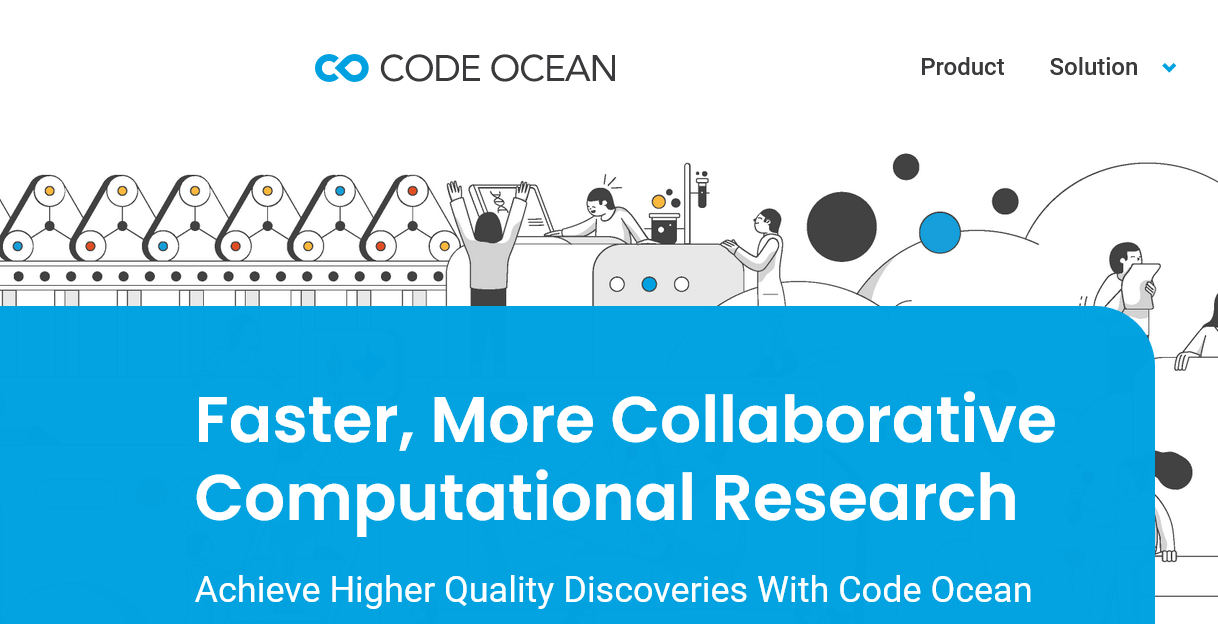 CODE OCEAN
Product Solution
Faster, More Collaborative
Computational Research
Achieve Higher Quality Discoveries With Code Ocean